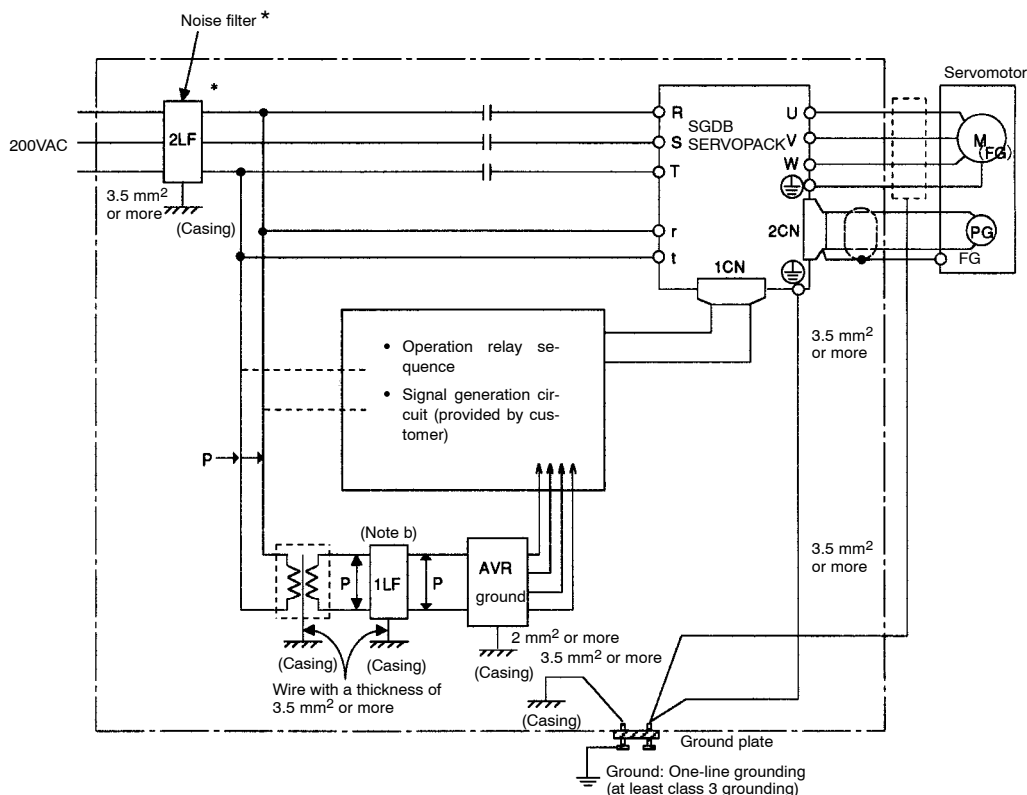 Noise filter *
*
Servomotor
200VAC
2LF
R
S
T
r
t
SGDB
SERVOPACK
U
V
W
M
(FG)
2CN
PG
FG
1CN
3.5 mm2
or more
(Casing)
3.5 mm2
or more
• Operation relay se-
quence
• Signal generation cir-
cuit (provided by cus-
tomer)
P
(Note b)
P
1LF
P
AVR
ground
3.5 mm2
or more
(Casing)
(Casing)
(Casing)
2 mm2 or more
3.5 mm2 or more
Wire with a thickness of
3.5 mm2 or more
(Casing)
Ground plate
Ground: One-line grounding
(at least class 3 grounding)